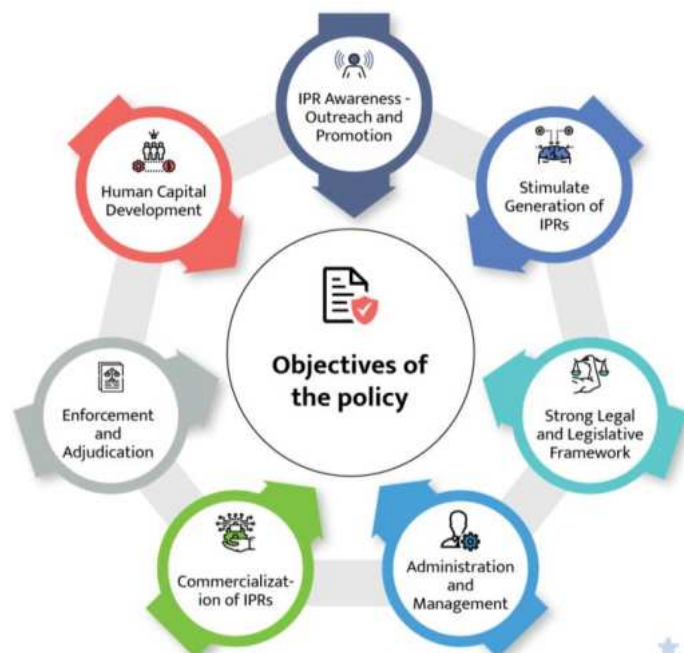 IPR Awareness -
Outreach and
Promotion
Stimulate
Generation of
IPRs
Strong Legal
and Legislative
Framework
Administration
and
Management
Commercializat-
ion of IPRs
Enforcement
and
Adjudication
Human Capital
Development
Objectives of
the policy